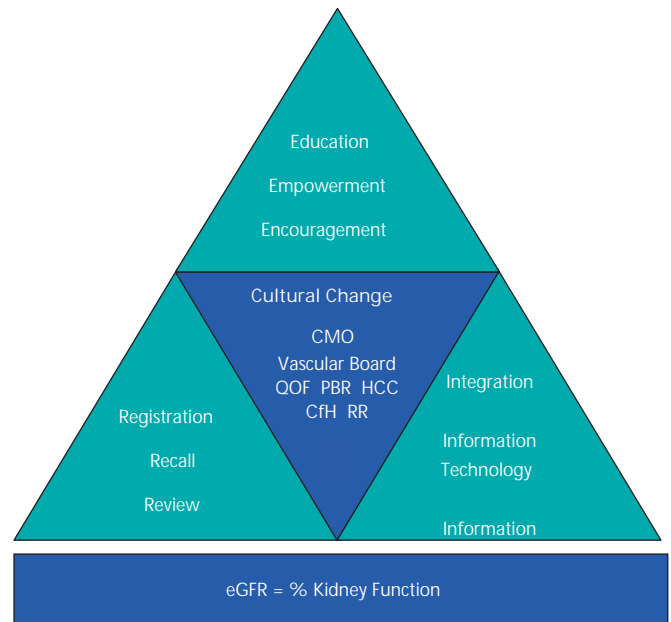 Education
Empowerment
Encouragement
Cultural Change
CMO
Vascular Board
QOF PBR HCC
CfH RR
Registration
Recall
Review
Integration
Information
Technology
Information
eGFR = % Kidney Function